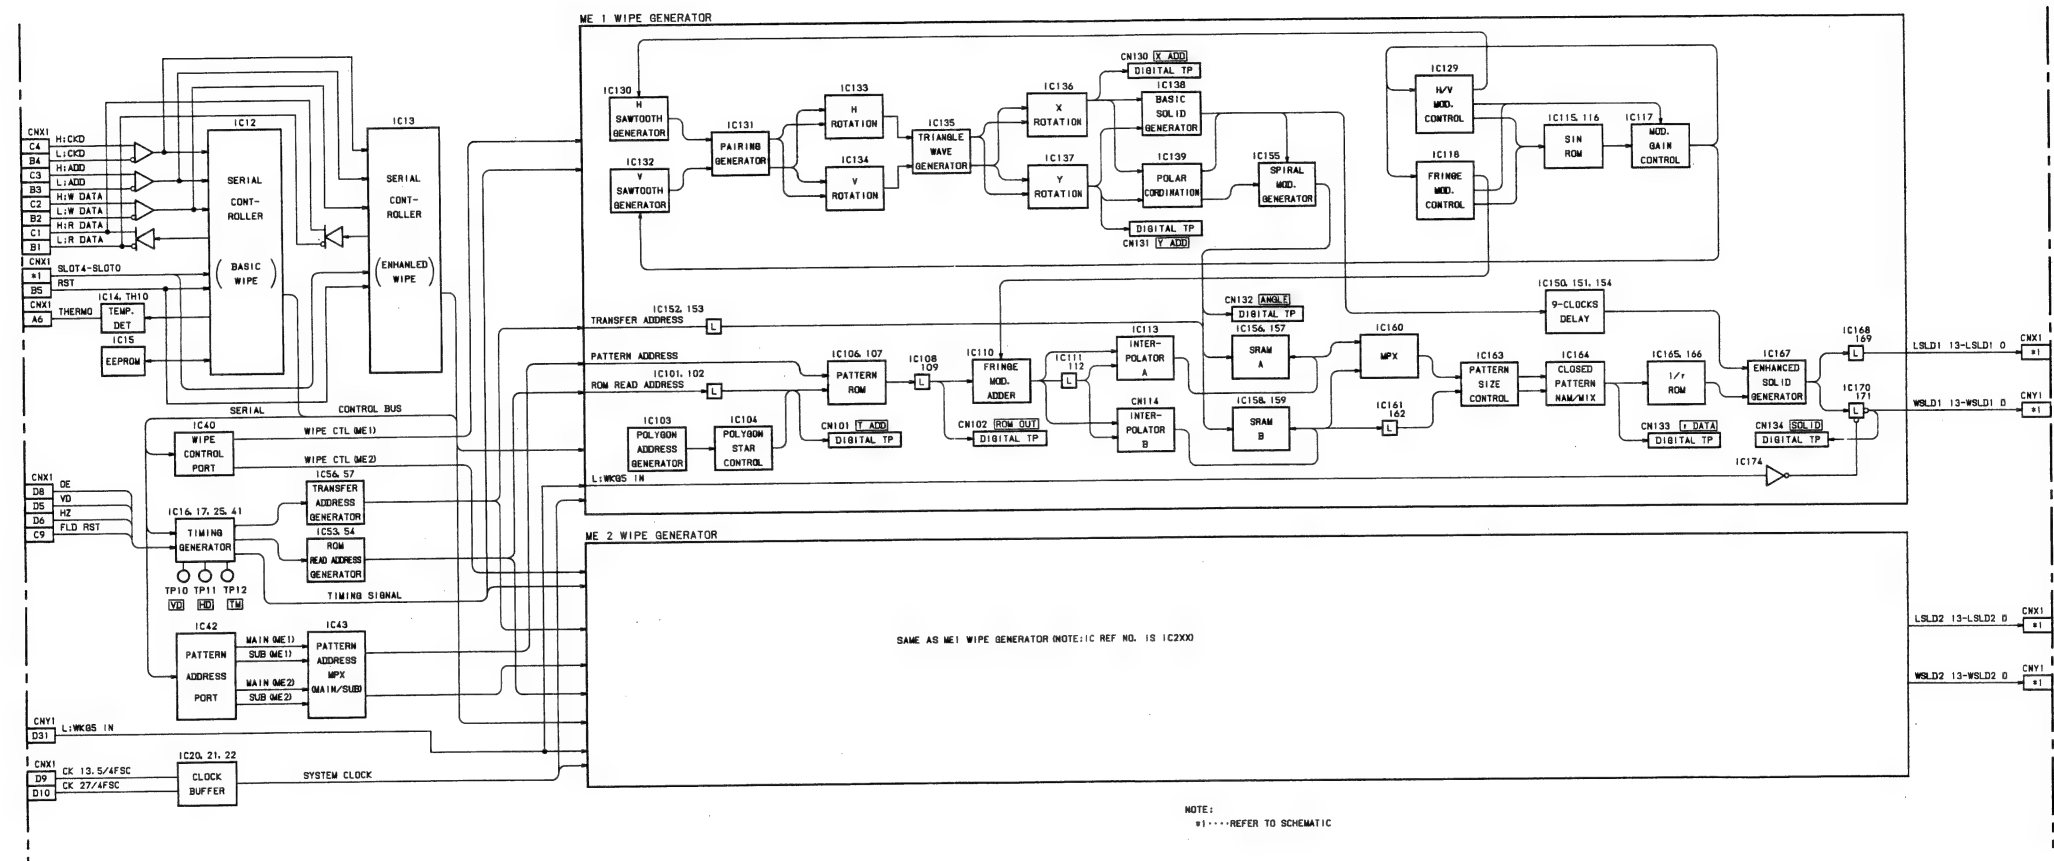 ME 1 WIPE GENERATOR
CNX1
C4 H:CKD
B4 L:CKD
C3 H:ADD
B3 L:ADD
C2 H:W DATA
B2 L:W DATA
C1 H:R DATA
B1 L:R DATA
CNX1
*1 SLOT4-SLOT0
B5 RST
CNX1
A6 THERMO
IC14, TH10
TEMP. DET
IC15
EEPROM
IC12
SERIAL CONT-ROLLER
(BASIC WIPE)
IC13
SERIAL CONT-ROLLER
(ENHANLED WIPE)
SERIAL
CONTROL BUS
IC40
WIPE CONTROL PORT
WIPE CTL (ME1)
WIPE CTL (ME2)
CNX1
D8 OE
D5 VD
D6 HZ
C9 FLD RST
IC16, 17, 25, 41
TIMING GENERATOR
TP10 TP11 TP12
VD HD TM
IC56, 57
TRANSFER ADDRESS GENERATOR
IC53, 54
ROM READ ADDRESS GENERATOR
TIMING SIGNAL
IC42
PATTERN ADDRESS PORT
MAIN (ME1)
SUB (ME1)
MAIN (ME2)
SUB (ME2)
IC43
PATTERN ADDRESS MPX (MAIN/SUB)
CNY1
D31 L:WKG5 IN
CNX1
D9 CK 13.5/4FSC
D10 CK 27/4FSC
IC20, 21, 22
CLOCK BUFFER
SYSTEM CLOCK
IC130
H SAWTOOTH GENERATOR
IC132
V SAWTOOTH GENERATOR
IC131
PAIRING GENERATOR
IC133
H ROTATION
IC134
V ROTATION
IC135
TRIANGLE WAVE GENERATOR
IC136
X ROTATION
IC137
Y ROTATION
CN130 X ADD
DIGITAL TP
IC138
BASIC SOLID GENERATOR
IC139
POLAR CORDINATION
DIGITAL TP
CN131 Y ADD
IC155
SPIRAL MOD. GENERATOR
IC129
H/V MOD. CONTROL
IC118
FRINGE MOD. CONTROL
IC115, 116
SIN ROM
IC117
MOD. GAIN CONTROL
IC152, 153
TRANSFER ADDRESS
L
PATTERN ADDRESS
IC101, 102
ROM READ ADDRESS
L
IC103
POLYGON ADDRESS GENERATOR
IC104
POLYGON STAR CONTROL
IC106, 107
PATTERN ROM
CN101 T ADD
DIGITAL TP
IC108 109
L
IC110
FRINGE MOD. ADDER
CN102 ROM OUT
DIGITAL TP
IC111 112
L
IC113
INTER-POLATOR A
CN114
INTER-POLATOR B
CN132 ANGLE
DIGITAL TP
IC156, 157
SRAM A
IC158, 159
SRAM B
IC160
MPX
IC161 162
L
IC163
PATTERN SIZE CONTROL
IC150, 151, 154
9-CLOCKS DELAY
IC164
CLOSED PATTERN NAM/MIX
IC165, 166
1/r ROM
CN133 r DATA
DIGITAL TP
IC167
ENHANCED SOLID GENERATOR
CN134 SOLID
DIGITAL TP
IC168 169
L
IC170 171
L
IC174
L:WKG5 IN
LSLD1 13-LSLD1 0
CNX1
*1
WSLD1 13-WSLD1 0
CNY1
*1
ME 2 WIPE GENERATOR
SAME AS ME1 WIPE GENERATOR (NOTE:IC REF NO. IS IC2XX)
LSLD2 13-LSLD2 0
CNX1
*1
WSLD2 13-WSLD2 0
CNY1
*1
NOTE:
*1····REFER TO SCHEMATIC